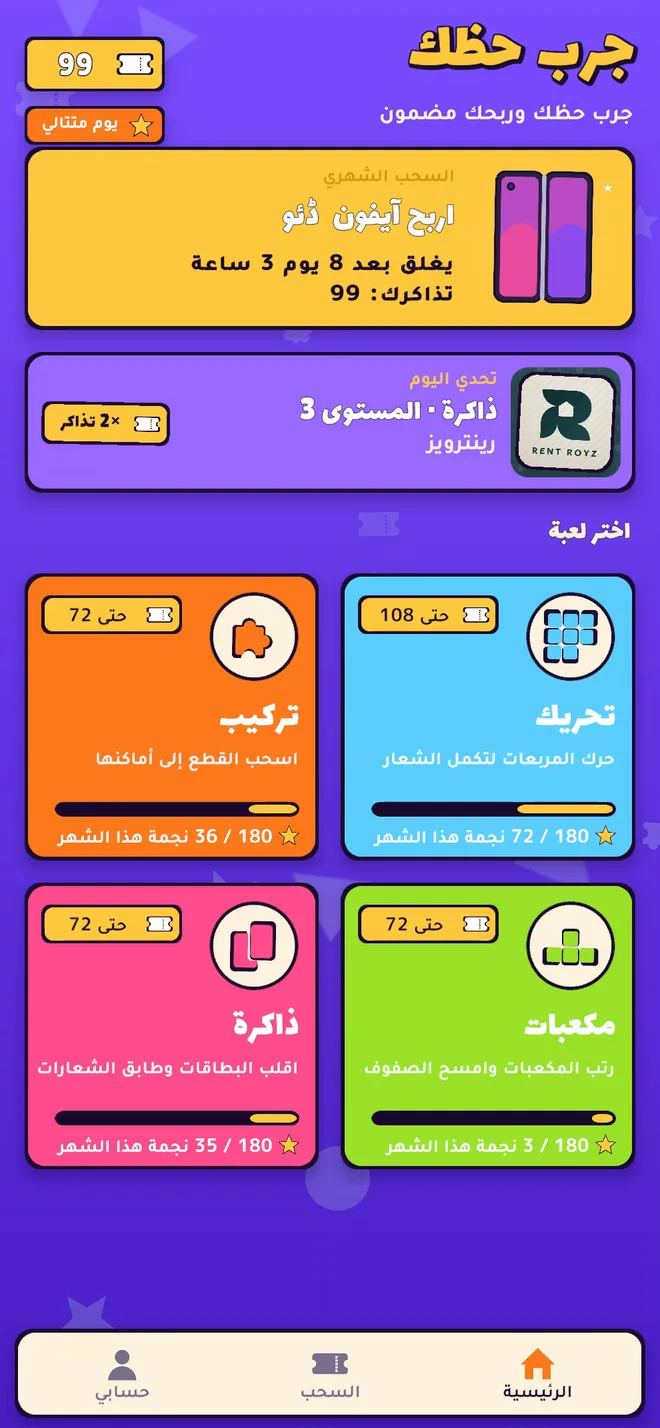 جرب حظك
جرب حظك وربحك مضمون
99
يوم متتالي
السحب الشهري
اربح آيفون ڈئو
يغلق بعد 8 يوم 3 ساعة
تذاكرك: 99
تحدي اليوم
ذاكرة · المستوى 3
رينترويز
×2 تذاكر
RENT ROYZ
اختر لعبة
حتى 108
تحريك
حرك المربعات لتكمل الشعار
72 / 180 نجمة هذا الشهر
حتى 72
تركيب
اسحب القطع إلى أماكنها
36 / 180 نجمة هذا الشهر
حتى 72
مكعبات
رتب المكعبات وامسح الصفوف
3 / 180 نجمة هذا الشهر
حتى 72
ذاكرة
اقلب البطاقات وطابق الشعارات
35 / 180 نجمة هذا الشهر
الرئيسية
السحب
حسابي